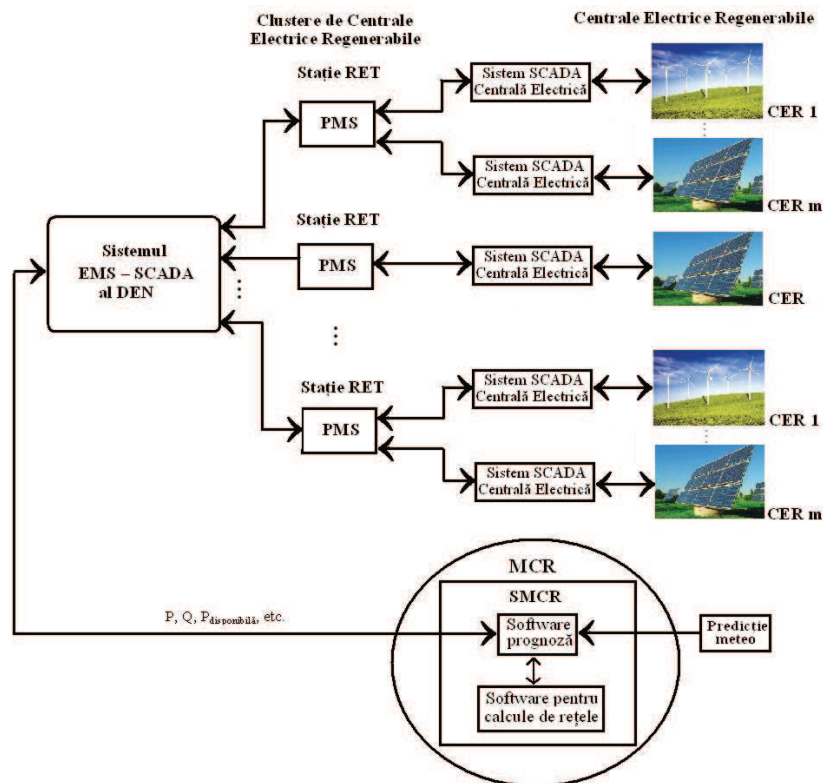 Clustere de Centrale
Electrice Regenerabile
Centrale Electrice Regenerabile
Stație RET
PMS
Sistem SCADA
Centrală Electrică
CER 1
Sistem SCADA
Centrală Electrică
CER m
Stație RET
PMS
Sistem SCADA
Centrală Electrică
CER
Sistemul
EMS – SCADA
al DEN
Stație RET
PMS
Sistem SCADA
Centrală Electrică
CER 1
Sistem SCADA
Centrală Electrică
CER m
MCR
SMCR
P, Q, Pdisponibilă, etc.
Software
prognoză
Predicție
meteo
Software pentru
calcule de rețele